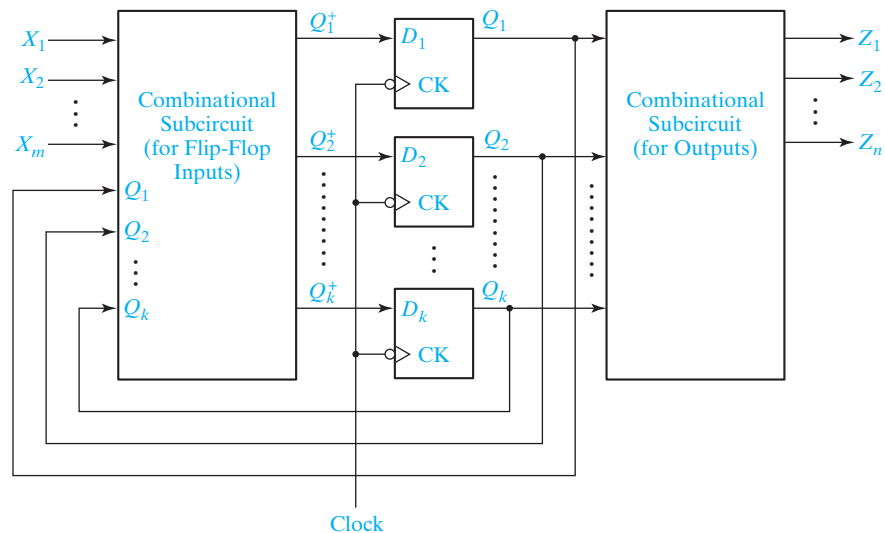 X₁
X₂
Xₘ
Q₁
Q₂
Qₖ
Combinational
Subcircuit
(for Flip-Flop
Inputs)
Q₁⁺
Q₂⁺
Qₖ⁺
D₁
CK
D₂
CK
Dₖ
CK
Q₁
Q₂
Qₖ
Combinational
Subcircuit
(for Outputs)
Z₁
Z₂
Zₙ
Clock